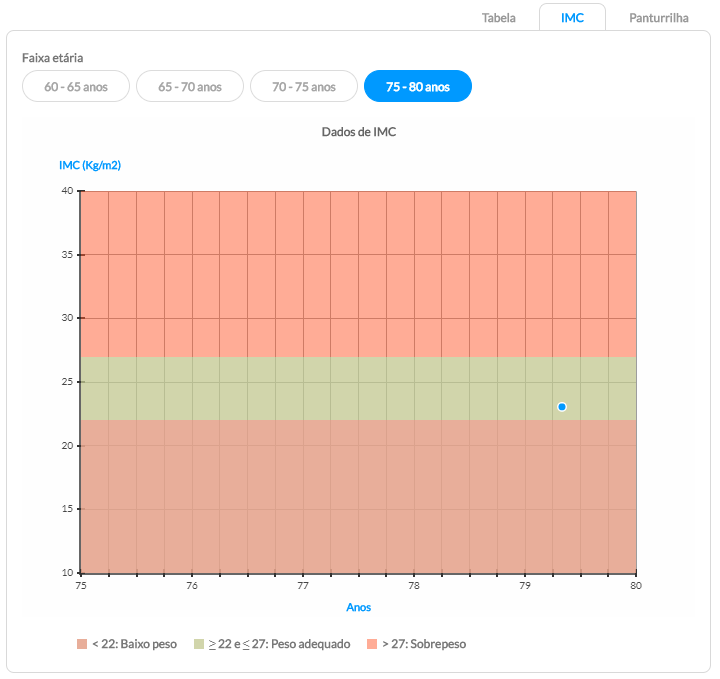 Tabela IMC Panturrilha
Faixa etária
60 - 65 anos 65 - 70 anos 70 - 75 anos 75 - 80 anos
Dados de IMC
IMC (Kg/m2)
40
35
30
25
20
15
10
75 76 77 78 79 80
Anos
< 22: Baixo peso ≥ 22 e ≤ 27: Peso adequado > 27: Sobrepeso